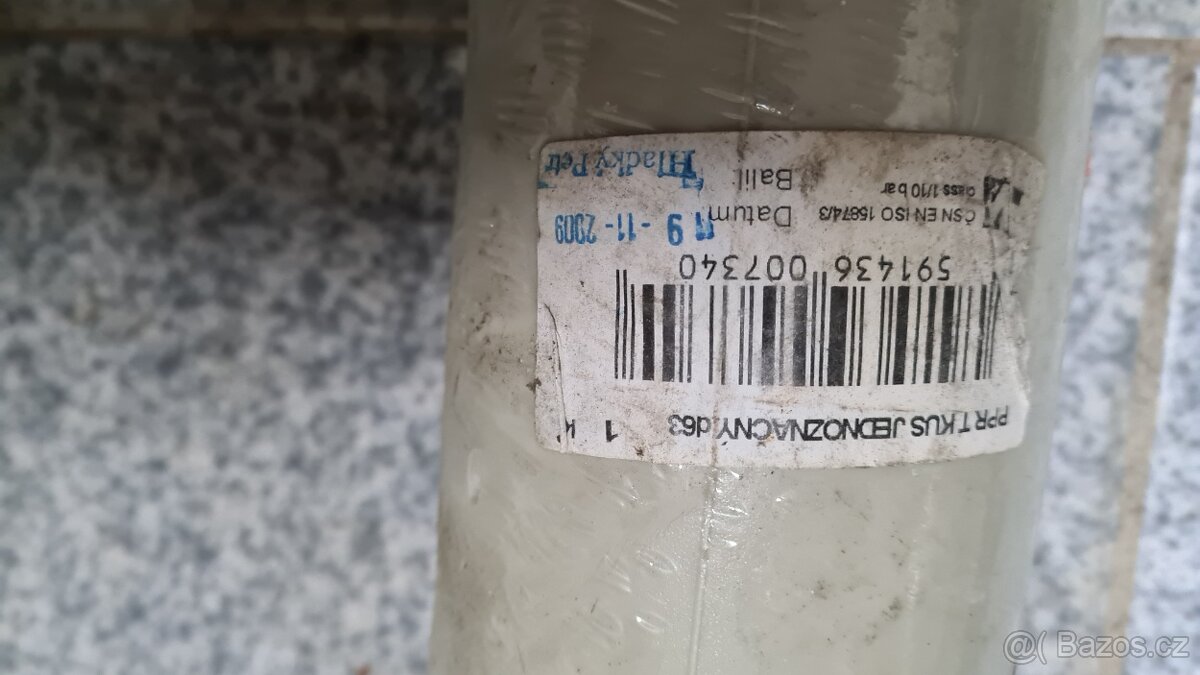 PPR T.KUS JEDNOZNAČNÝ d63 1
591436 007340
ČSN EN ISO 15874/3 Datum 19 -11- 2009
class 1/10 bar Balil: Hladký Petr
@( Bazos.cz